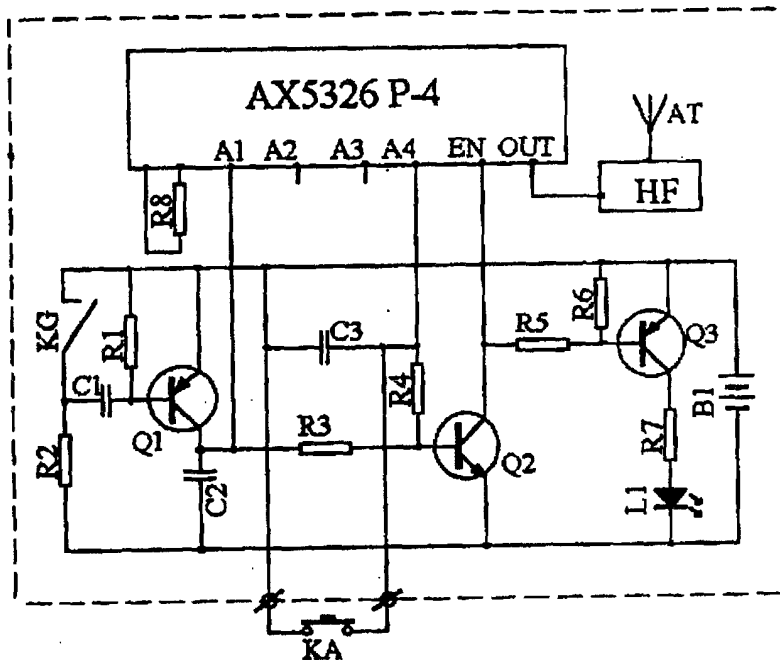 AX5326 P-4
A1 A2 A3 A4 EN OUT
AT
HF
R8
KG
R1
C1
Q1
R2
C2
C3
R3
R4
Q2
R5
R6
Q3
R7
L1
B1
KA